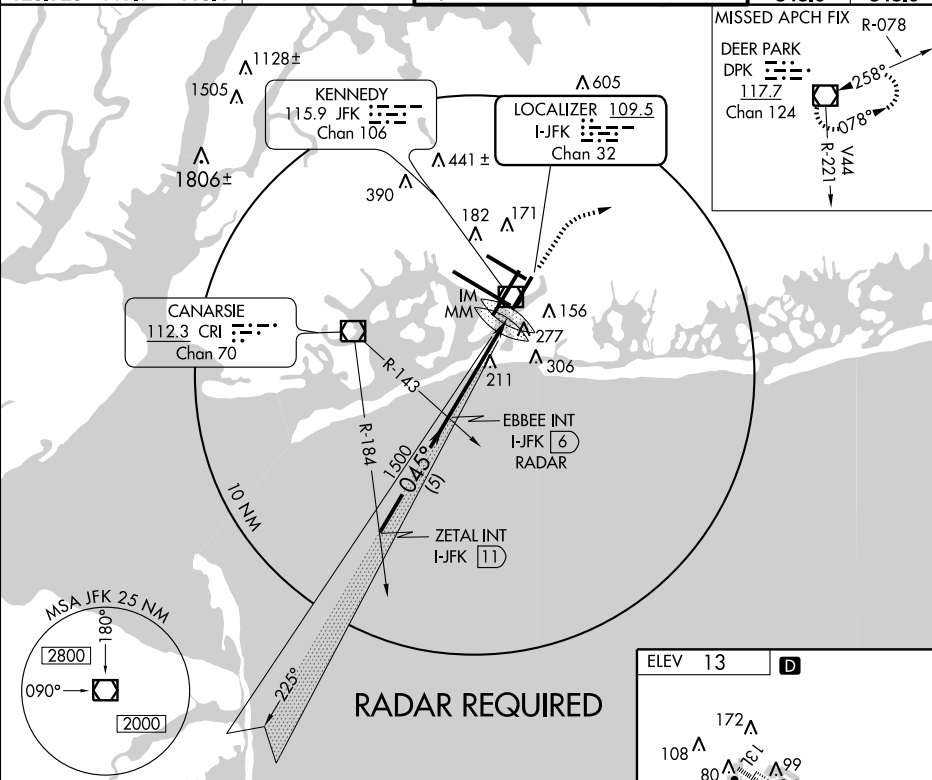 MISSED APCH FIX
R-078
DEER PARK
DPK
117.7
Chan 124
258°
078°
V44
R-221
1128±
1505
1806±
KENNEDY
115.9 JFK
Chan 106
605
LOCALIZER 109.5
I-JFK
Chan 32
441±
390
182
171
IM
MM
156
277
306
211
CANARSIE
112.3 CRI
Chan 70
R-143
R-184
EBBEE INT
I-JFK 6
RADAR
1500
045°
(5)
ZETAL INT
I-JFK 11
10 NM
225°
MSA JFK 25 NM
180°
2800
090°
2000
RADAR REQUIRED
ELEV 13
D
172
108
80
13L
99